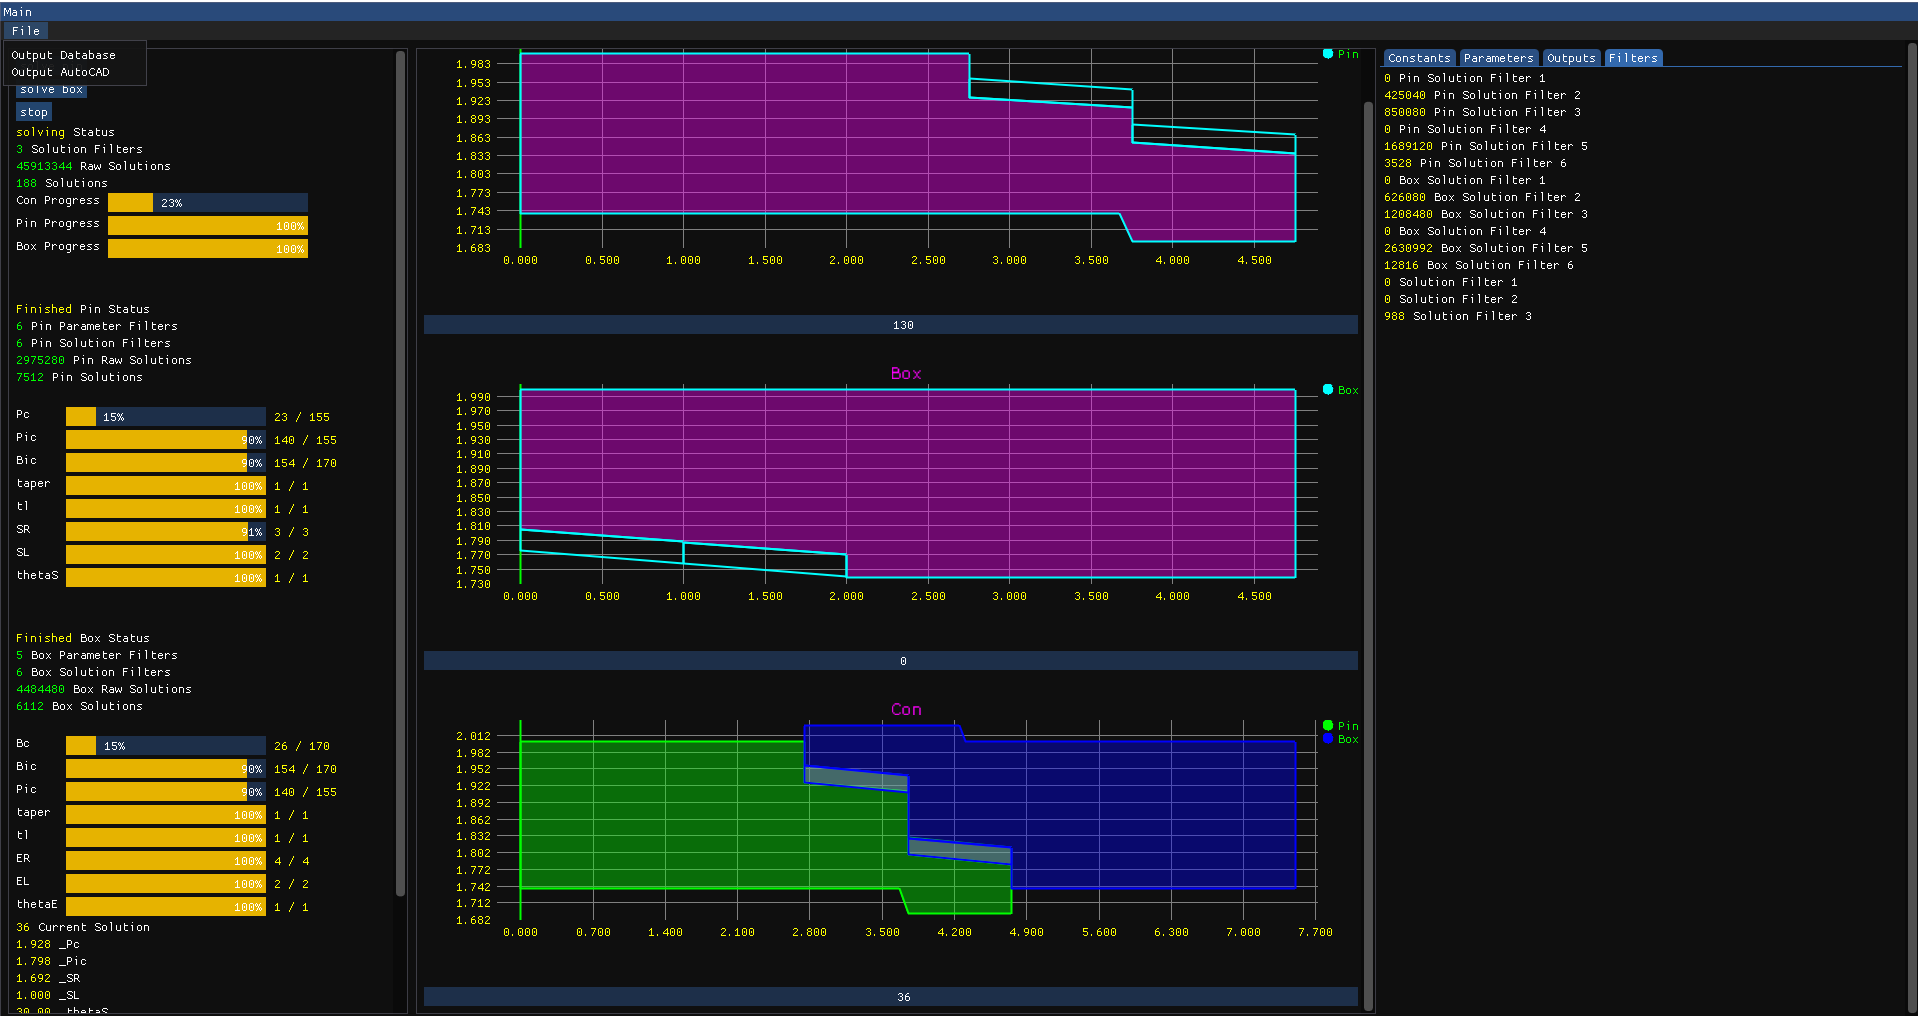 Main
File
Output Database
Output AutoCAD
solve box
stop
solving Status
3 Solution Filters
45913344 Raw Solutions
188 Solutions
Con Progress 23%
Pin Progress 100%
Box Progress 100%
Finished Pin Status
6 Pin Parameter Filters
6 Pin Solution Filters
2975280 Pin Raw Solutions
7512 Pin Solutions
Pc 15% 23 / 155
Pic 90% 140 / 155
Bic 90% 154 / 170
taper 100% 1 / 1
tl 100% 1 / 1
SR 91% 3 / 3
SL 100% 2 / 2
thetaS 100% 1 / 1
Finished Box Status
5 Box Parameter Filters
6 Box Solution Filters
4484480 Box Raw Solutions
6112 Box Solutions
Bc 15% 26 / 170
Bic 90% 154 / 170
Pic 90% 140 / 155
taper 100% 1 / 1
tl 100% 1 / 1
ER 100% 4 / 4
EL 100% 2 / 2
thetaE 100% 1 / 1
36 Current Solution
1.928 _Pc
1.798 _Pic
1.692 _SR
1.000 _SL
30.00 _thetaS
Pin
1.983
1.953
1.923
1.893
1.863
1.833
1.803
1.773
1.743
1.713
1.683
0.000 0.500 1.000 1.500 2.000 2.500 3.000 3.500 4.000 4.500
130
Box
Box
1.990
1.970
1.950
1.930
1.910
1.890
1.870
1.850
1.830
1.810
1.790
1.770
1.750
1.730
0.000 0.500 1.000 1.500 2.000 2.500 3.000 3.500 4.000 4.500
0
Con
Pin
Box
2.012
1.982
1.952
1.922
1.892
1.862
1.832
1.802
1.772
1.742
1.712
1.682
0.000 0.700 1.400 2.100 2.800 3.500 4.200 4.900 5.600 6.300 7.000 7.700
36
Constants Parameters Outputs Filters
0 Pin Solution Filter 1
425040 Pin Solution Filter 2
850080 Pin Solution Filter 3
0 Pin Solution Filter 4
1689120 Pin Solution Filter 5
3528 Pin Solution Filter 6
0 Box Solution Filter 1
626080 Box Solution Filter 2
1208480 Box Solution Filter 3
0 Box Solution Filter 4
2630992 Box Solution Filter 5
12816 Box Solution Filter 6
0 Solution Filter 1
0 Solution Filter 2
988 Solution Filter 3